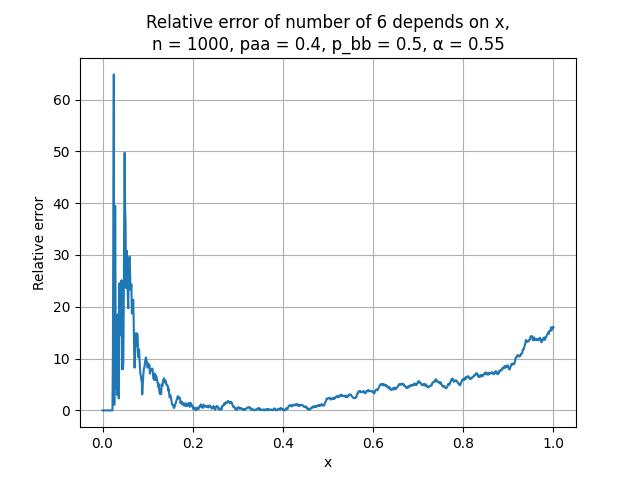 Relative error of number of 6 depends on x,
n = 1000, paa = 0.4, p_bb = 0.5, α = 0.55
Relative error
60
50
40
30
20
10
0
0.0 0.2 0.4 0.6 0.8 1.0
x